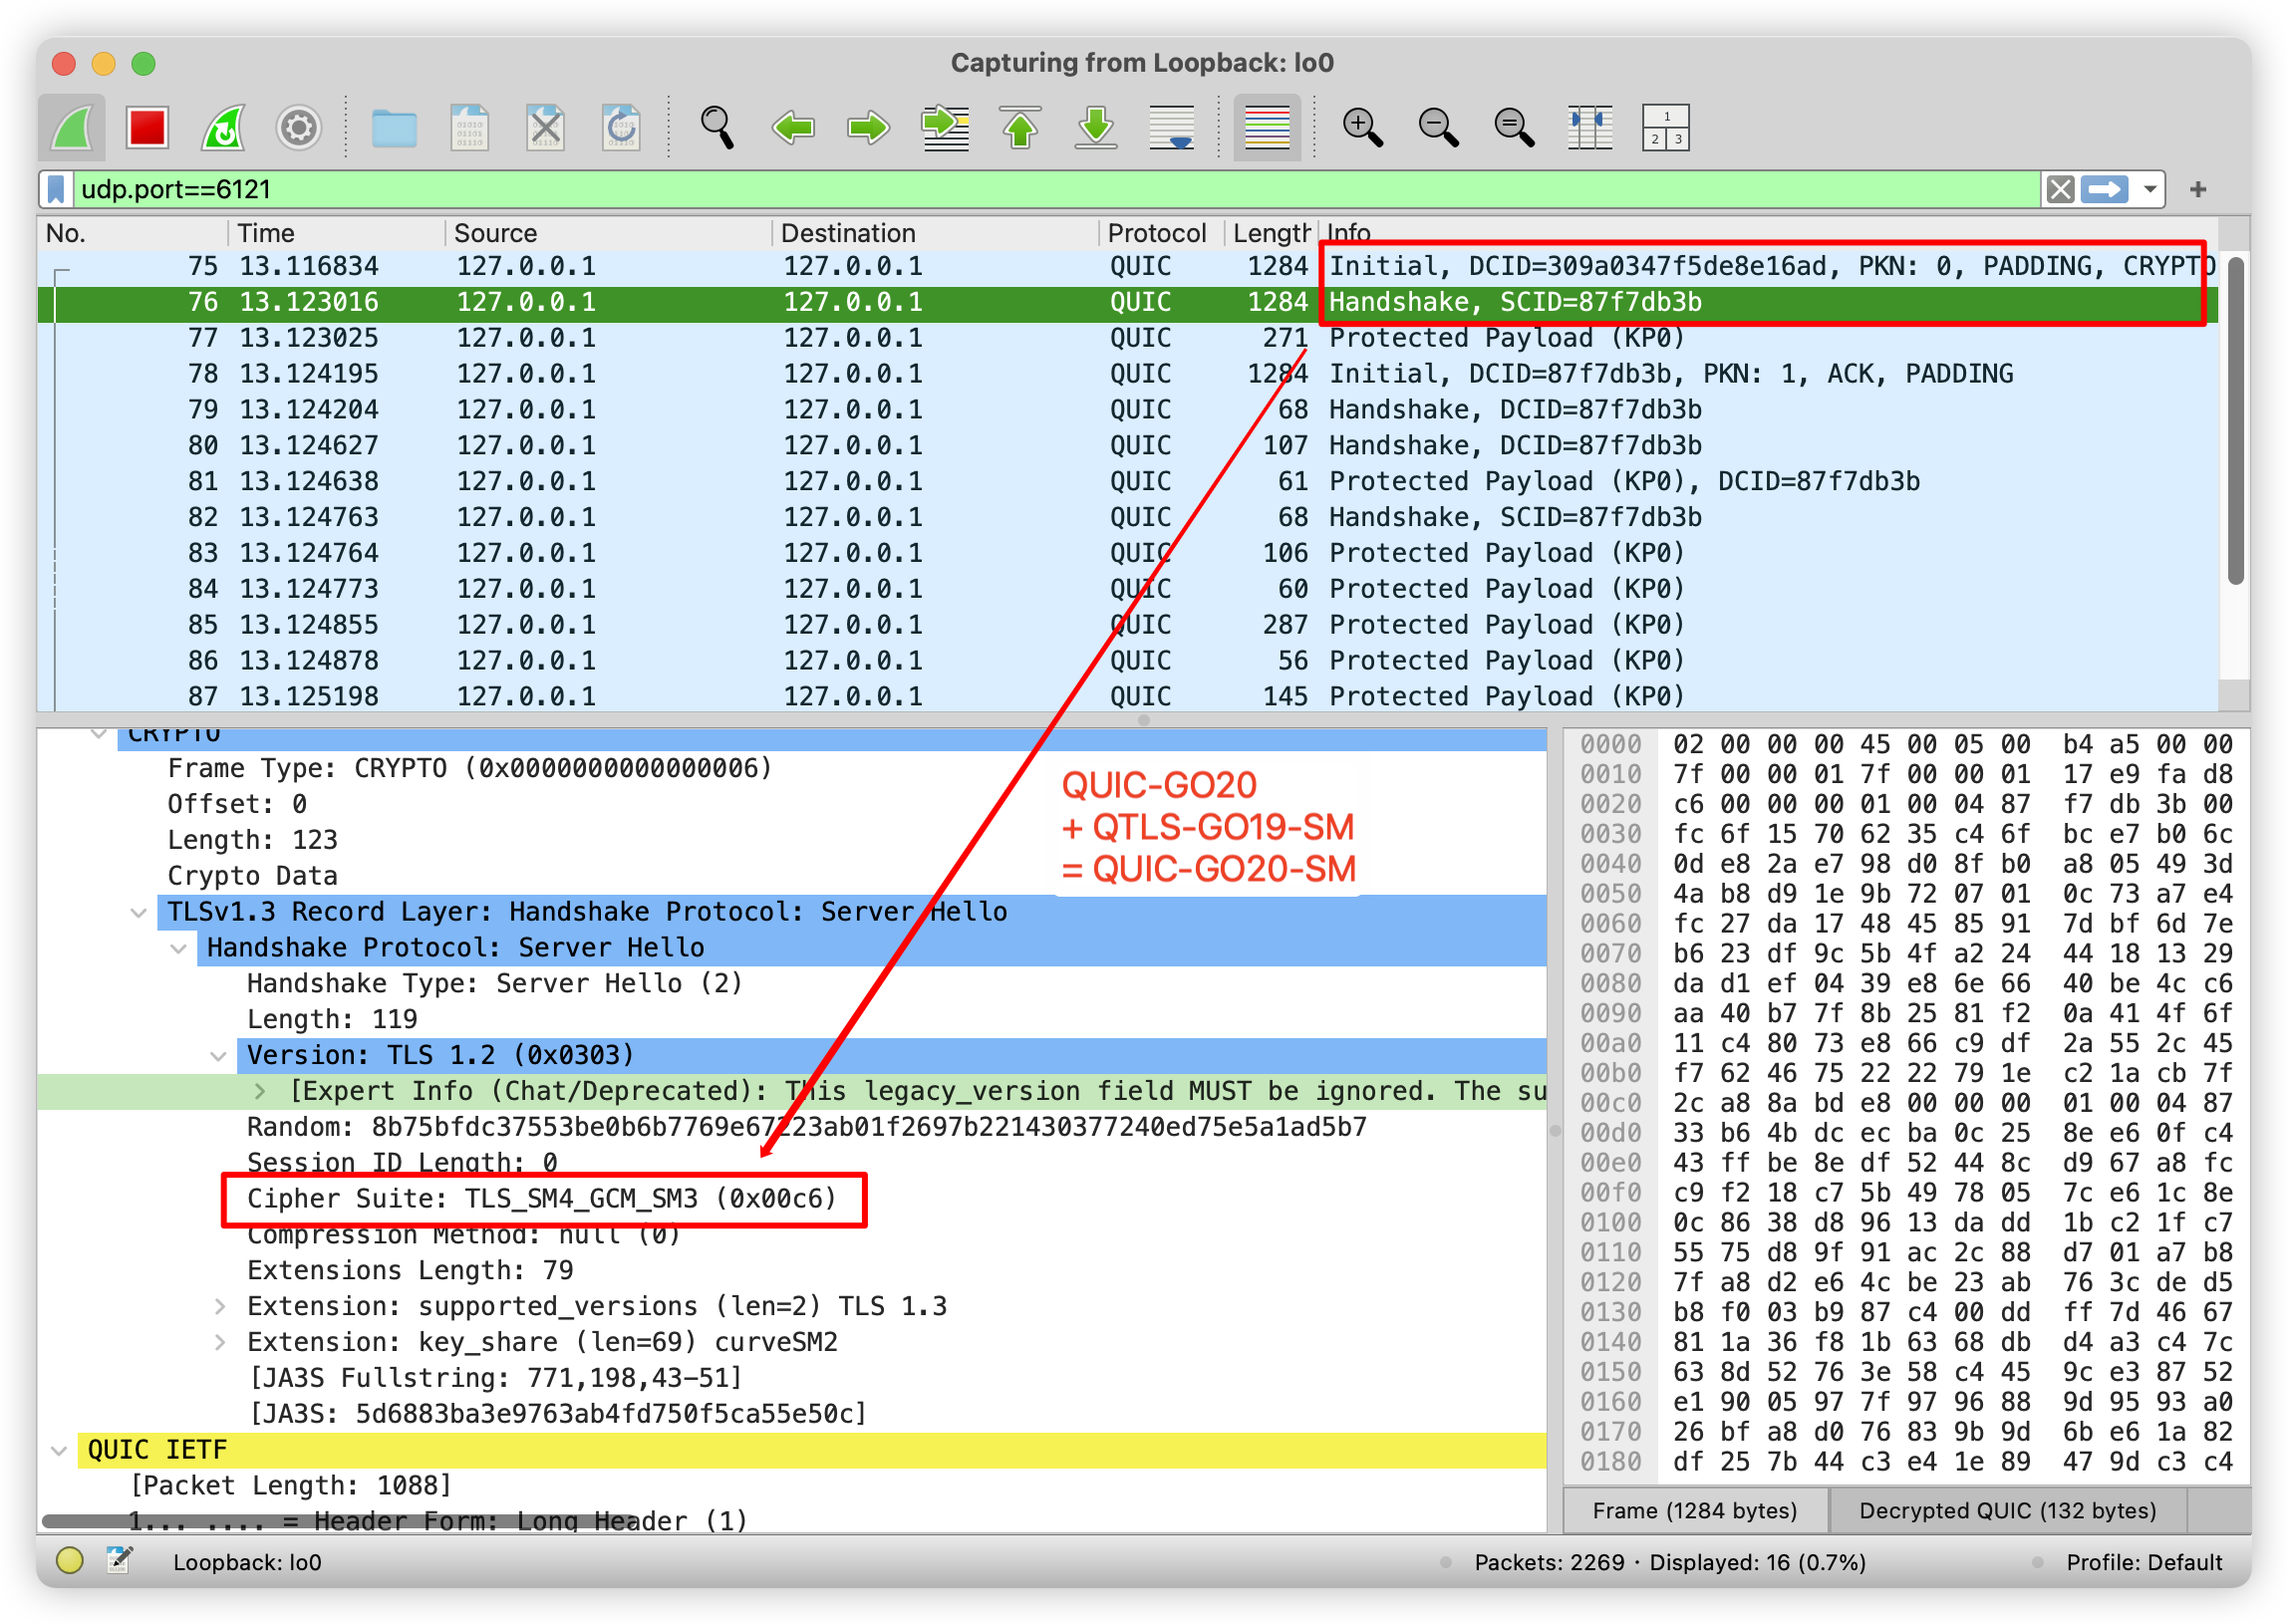 Capturing from Loopback: lo0
1
2 3
udp.port==6121
No. Time Source Destination Protocol Length Info
75 13.116834 127.0.0.1 127.0.0.1 QUIC 1284 Initial, DCID=309a0347f5de8e16ad, PKN: 0, PADDING, CRYPTO
76 13.123016 127.0.0.1 127.0.0.1 QUIC 1284 Handshake, SCID=87f7db3b
77 13.123025 127.0.0.1 127.0.0.1 QUIC 271 Protected Payload (KP0)
78 13.124195 127.0.0.1 127.0.0.1 QUIC 1284 Initial, DCID=87f7db3b, PKN: 1, ACK, PADDING
79 13.124204 127.0.0.1 127.0.0.1 QUIC 68 Handshake, DCID=87f7db3b
80 13.124627 127.0.0.1 127.0.0.1 QUIC 107 Handshake, DCID=87f7db3b
81 13.124638 127.0.0.1 127.0.0.1 QUIC 61 Protected Payload (KP0), DCID=87f7db3b
82 13.124763 127.0.0.1 127.0.0.1 QUIC 68 Handshake, SCID=87f7db3b
83 13.124764 127.0.0.1 127.0.0.1 QUIC 106 Protected Payload (KP0)
84 13.124773 127.0.0.1 127.0.0.1 QUIC 60 Protected Payload (KP0)
85 13.124855 127.0.0.1 127.0.0.1 QUIC 287 Protected Payload (KP0)
86 13.124878 127.0.0.1 127.0.0.1 QUIC 56 Protected Payload (KP0)
87 13.125198 127.0.0.1 127.0.0.1 QUIC 145 Protected Payload (KP0)
CRYPTO
Frame Type: CRYPTO (0x0000000000000006)
Offset: 0
Length: 123
Crypto Data
TLSv1.3 Record Layer: Handshake Protocol: Server Hello
Handshake Protocol: Server Hello
Handshake Type: Server Hello (2)
Length: 119
Version: TLS 1.2 (0x0303)
[Expert Info (Chat/Deprecated): This legacy_version field MUST be ignored. The su
Random: 8b75bfdc37553be0b6b7769e67223ab01f2697b221430377240ed75e5a1ad5b7
Session ID Length: 0
Cipher Suite: TLS_SM4_GCM_SM3 (0x00c6)
Compression Method: null (0)
Extensions Length: 79
Extension: supported_versions (len=2) TLS 1.3
Extension: key_share (len=69) curveSM2
[JA3S Fullstring: 771,198,43-51]
[JA3S: 5d6883ba3e9763ab4fd750f5ca55e50c]
QUIC IETF
[Packet Length: 1088]
1... .... = Header Form: Long Header (1)
QUIC-GO20
+ QTLS-GO19-SM
= QUIC-GO20-SM
0000 02 00 00 00 45 00 05 00 b4 a5 00 00
0010 7f 00 00 01 7f 00 00 01 17 e9 fa d8
0020 c6 00 00 00 01 00 04 87 f7 db 3b 00
0030 fc 6f 15 70 62 35 c4 6f bc e7 b0 6c
0040 0d e8 2a e7 98 d0 8f b0 a8 05 49 3d
0050 4a b8 d9 1e 9b 72 07 01 0c 73 a7 e4
0060 fc 27 da 17 48 45 85 91 7d bf 6d 7e
0070 b6 23 df 9c 5b 4f a2 24 44 18 13 29
0080 da d1 ef 04 39 e8 6e 66 40 be 4c c6
0090 aa 40 b7 7f 8b 25 81 f2 0a 41 4f 6f
00a0 11 c4 80 73 e8 66 c9 df 2a 55 2c 45
00b0 f7 62 46 75 22 22 79 1e c2 1a cb 7f
00c0 2c a8 8a bd e8 00 00 00 01 00 04 87
00d0 33 b6 4b dc ec ba 0c 25 8e e6 0f c4
00e0 43 ff be 8e df 52 44 8c d9 67 a8 fc
00f0 c9 f2 18 c7 5b 49 78 05 7c e6 1c 8e
0100 0c 86 38 d8 96 13 da dd 1b c2 1f c7
0110 55 75 d8 9f 91 ac 2c 88 d7 01 a7 b8
0120 7f a8 d2 e6 4c be 23 ab 76 3c de d5
0130 b8 f0 03 b9 87 c4 00 dd ff 7d 46 67
0140 81 1a 36 f8 1b 63 68 db d4 a3 c4 7c
0150 63 8d 52 76 3e 58 c4 45 9c e3 87 52
0160 e1 90 05 97 7f 97 96 88 9d 95 93 a0
0170 26 bf a8 d0 76 83 9b 9d 6b e6 1a 82
0180 df 25 7b 44 c3 e4 1e 89 47 9d c3 c4
Frame (1284 bytes) Decrypted QUIC (132 bytes)
Loopback: lo0 Packets: 2269 · Displayed: 16 (0.7%) Profile: Default